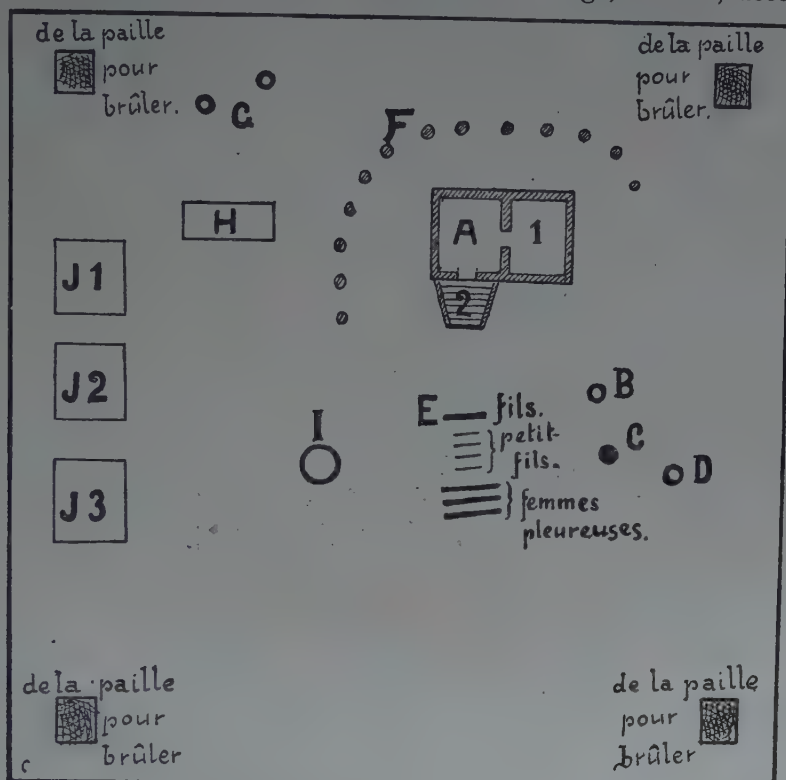 de la paille
pour
brûler.
de la paille
pour
brûler.
G
F
H
A
1
2
J1
J2
J3
I
E
fils.
petit-
fils.
femmes
pleureuses.
B
C
D
de la paille
pour
brûler
de la paille
pour
brûler